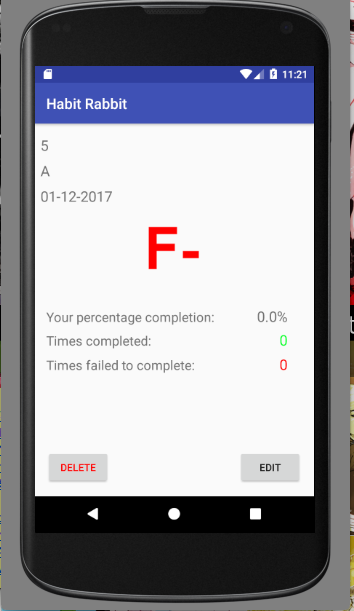 11:21
Habit Rabbit
5
A
01-12-2017
F-
Your percentage completion: 0.0%
Times completed: 0
Times failed to complete: 0
DELETE EDIT